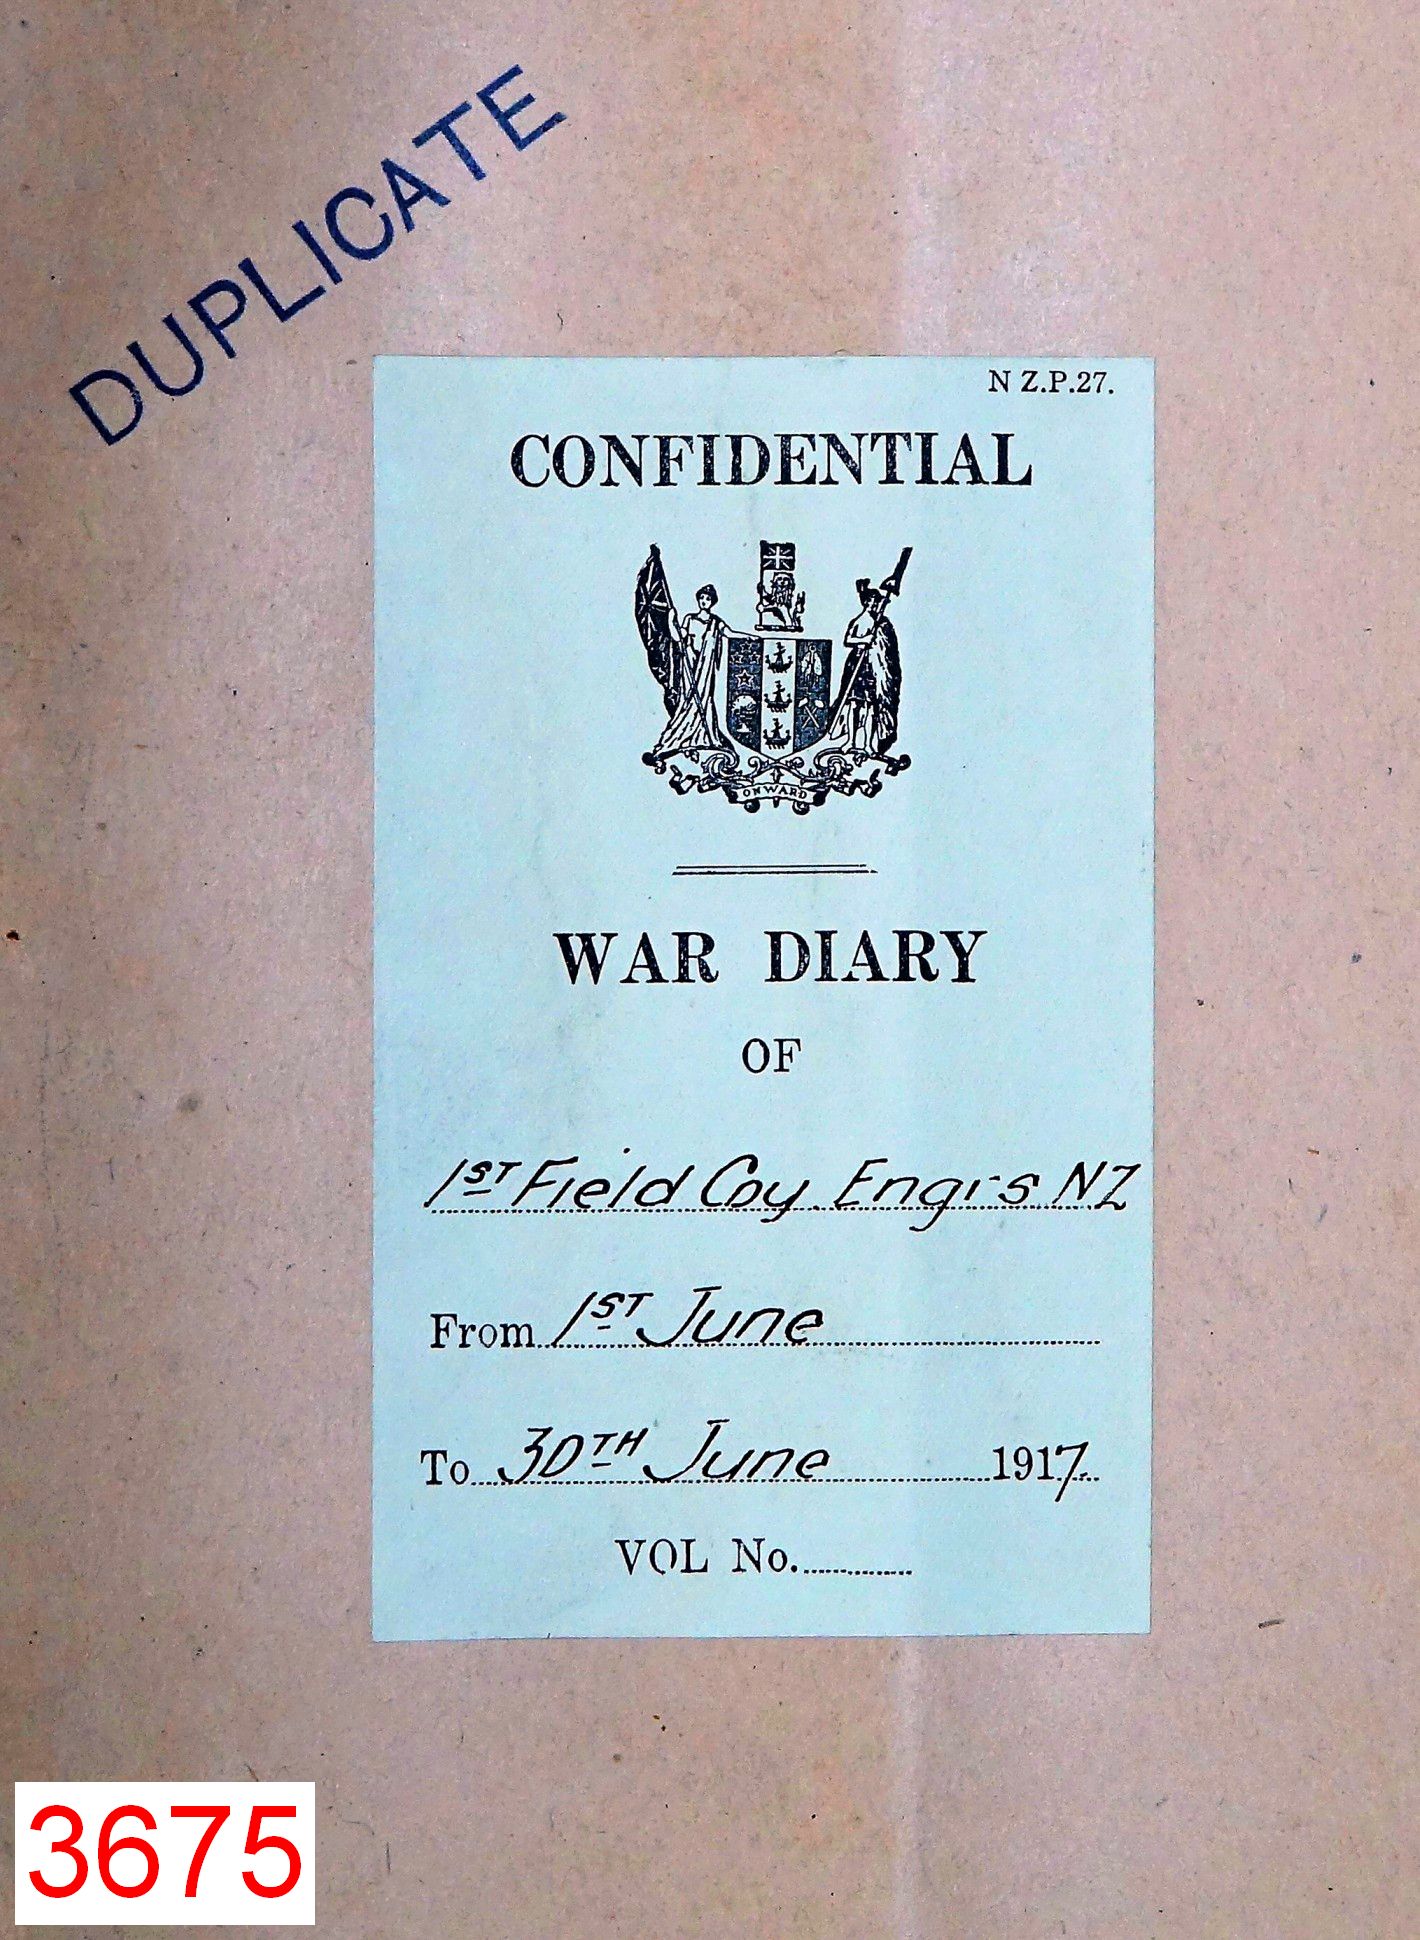 DUPLICATE
N Z.P.27.
CONFIDENTIAL
ONWARD
WAR DIARY
OF
1ST Field Coy. Engrs NZ
From 1ST June
To 30TH June 1917.
VOL No.
3675